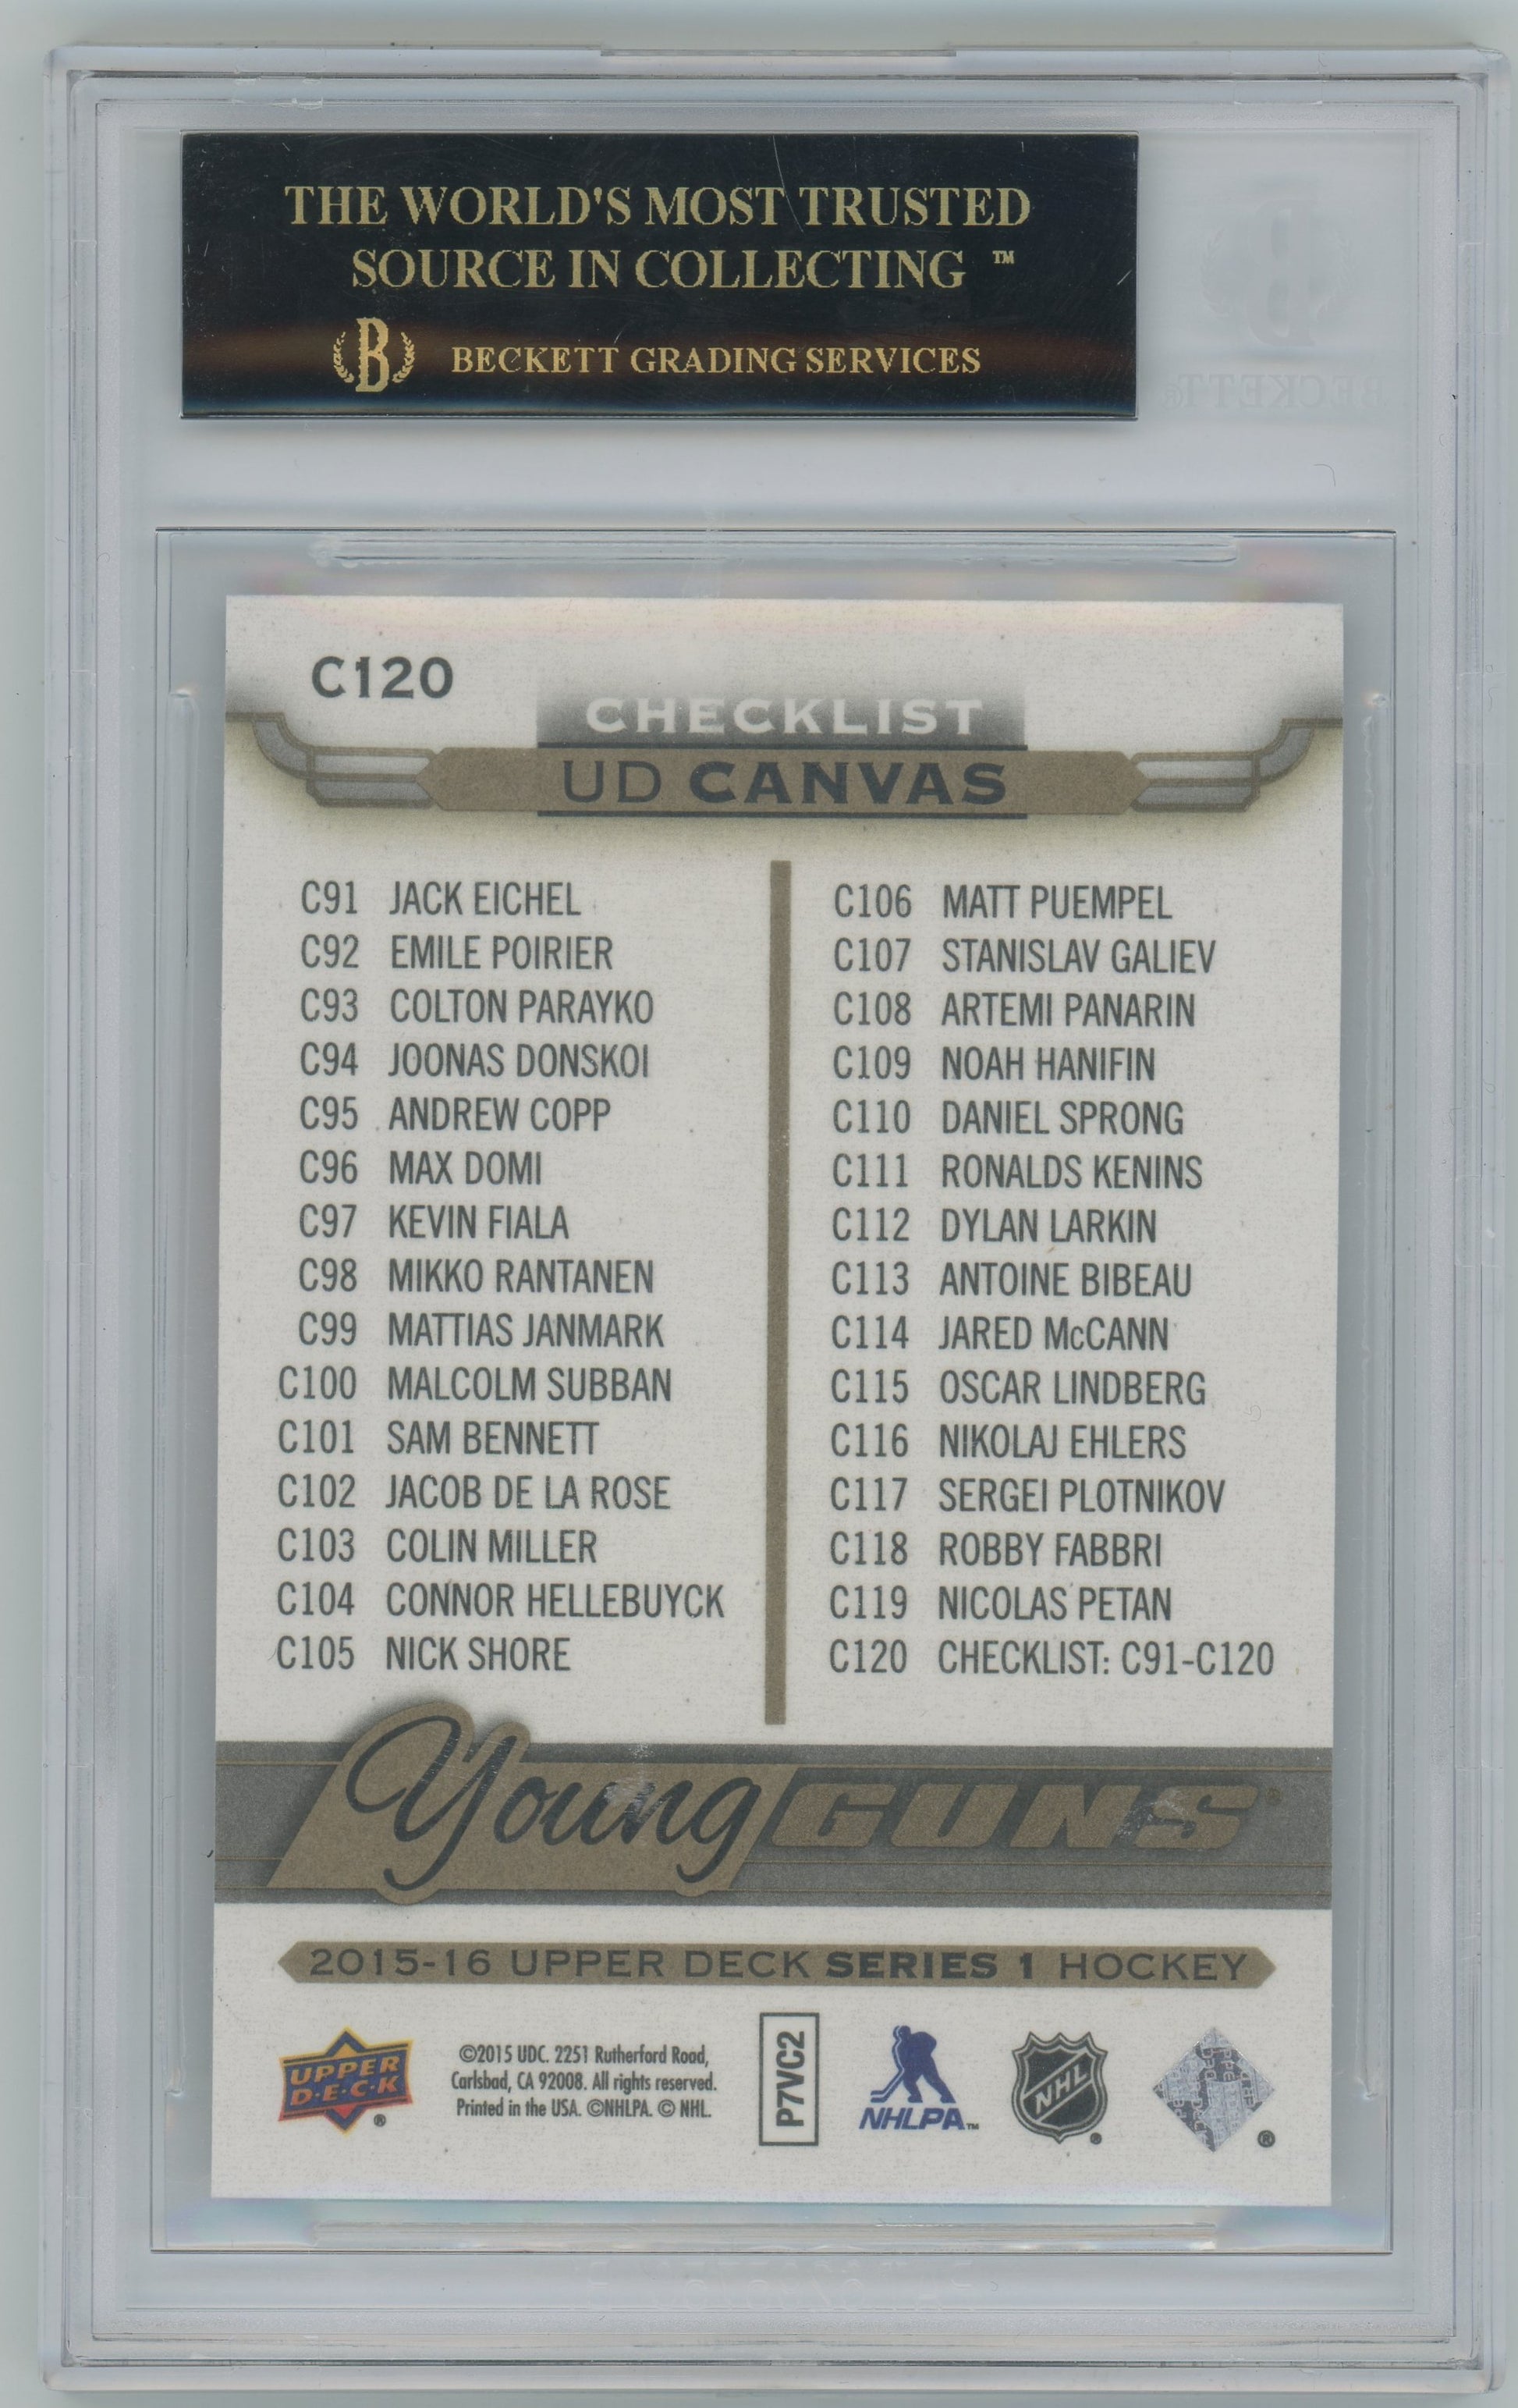 THE WORLD'S MOST TRUSTED
SOURCE IN COLLECTING ™
B BECKETT GRADING SERVICES
BECKETT
C120
CHECKLIST
UD CANVAS
C91 JACK EICHEL
C92 EMILE POIRIER
C93 COLTON PARAYKO
C94 JOONAS DONSKOI
C95 ANDREW COPP
C96 MAX DOMI
C97 KEVIN FIALA
C98 MIKKO RANTANEN
C99 MATTIAS JANMARK
C100 MALCOLM SUBBAN
C101 SAM BENNETT
C102 JACOB DE LA ROSE
C103 COLIN MILLER
C104 CONNOR HELLEBUYCK
C105 NICK SHORE
C106 MATT PUEMPEL
C107 STANISLAV GALIEV
C108 ARTEMI PANARIN
C109 NOAH HANIFIN
C110 DANIEL SPRONG
C111 RONALDS KENINS
C112 DYLAN LARKIN
C113 ANTOINE BIBEAU
C114 JARED McCANN
C115 OSCAR LINDBERG
C116 NIKOLAJ EHLERS
C117 SERGEI PLOTNIKOV
C118 ROBBY FABBRI
C119 NICOLAS PETAN
C120 CHECKLIST: C91-C120
Young GUNS
2015-16 UPPER DECK SERIES 1 HOCKEY
UPPER
D·E·C·K ®
©2015 UDC. 2251 Rutherford Road,
Carlsbad, CA 92008. All rights reserved.
Printed in the USA. ©NHLPA. © NHL.
P7VC2
NHLPA™
NHL ®
®